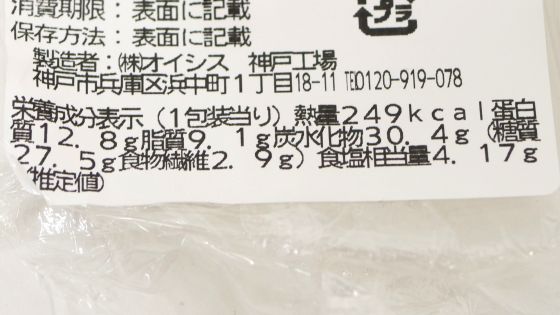 消費期限：表面に記載
保存方法：表面に記載
プラ
製造者：㈱オイシス 神戸工場
神戸市兵庫区浜中町1丁目18-11 ℡0120-919-078
栄養成分表示（1包装当り）熱量249kcal蛋白
質12.8g脂質9.1g炭水化物30.4g（糖質
27.5g食物繊維2.9g）食塩相当量4.17g
（推定値）